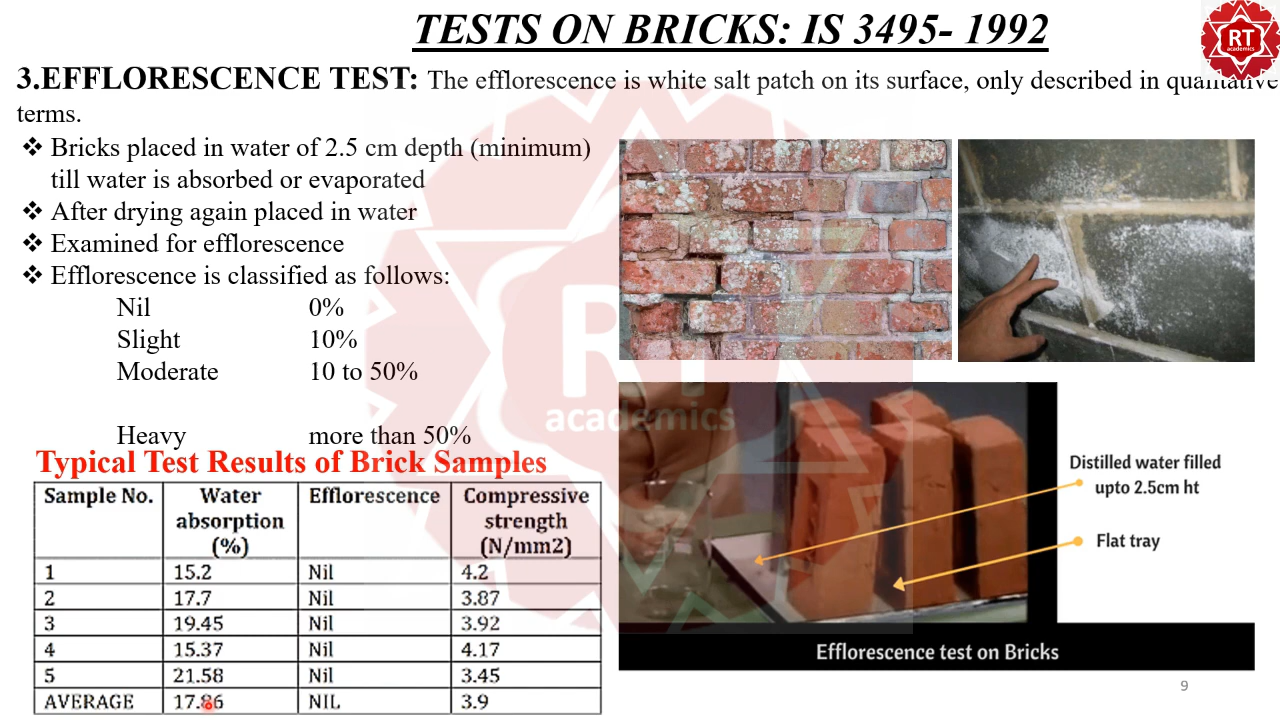 TESTS ON BRICKS: IS 3495- 1992
RT
academics
3.EFFLORESCENCE TEST: The efflorescence is white salt patch on its surface, only described in qualitative
terms.
❖ Bricks placed in water of 2.5 cm depth (minimum)
till water is absorbed or evaporated
❖ After drying again placed in water
❖ Examined for efflorescence
❖ Efflorescence is classified as follows:
Nil 0%
Slight 10%
Moderate 10 to 50%
Heavy more than 50%
RT
academics
Typical Test Results of Brick Samples
Sample No. Water absorption (%) Efflorescence Compressive strength (N/mm2)
1 15.2 Nil 4.2
2 17.7 Nil 3.87
3 19.45 Nil 3.92
4 15.37 Nil 4.17
5 21.58 Nil 3.45
AVERAGE 17.86 NIL 3.9
Distilled water filled
upto 2.5cm ht
Flat tray
Efflorescence test on Bricks
9